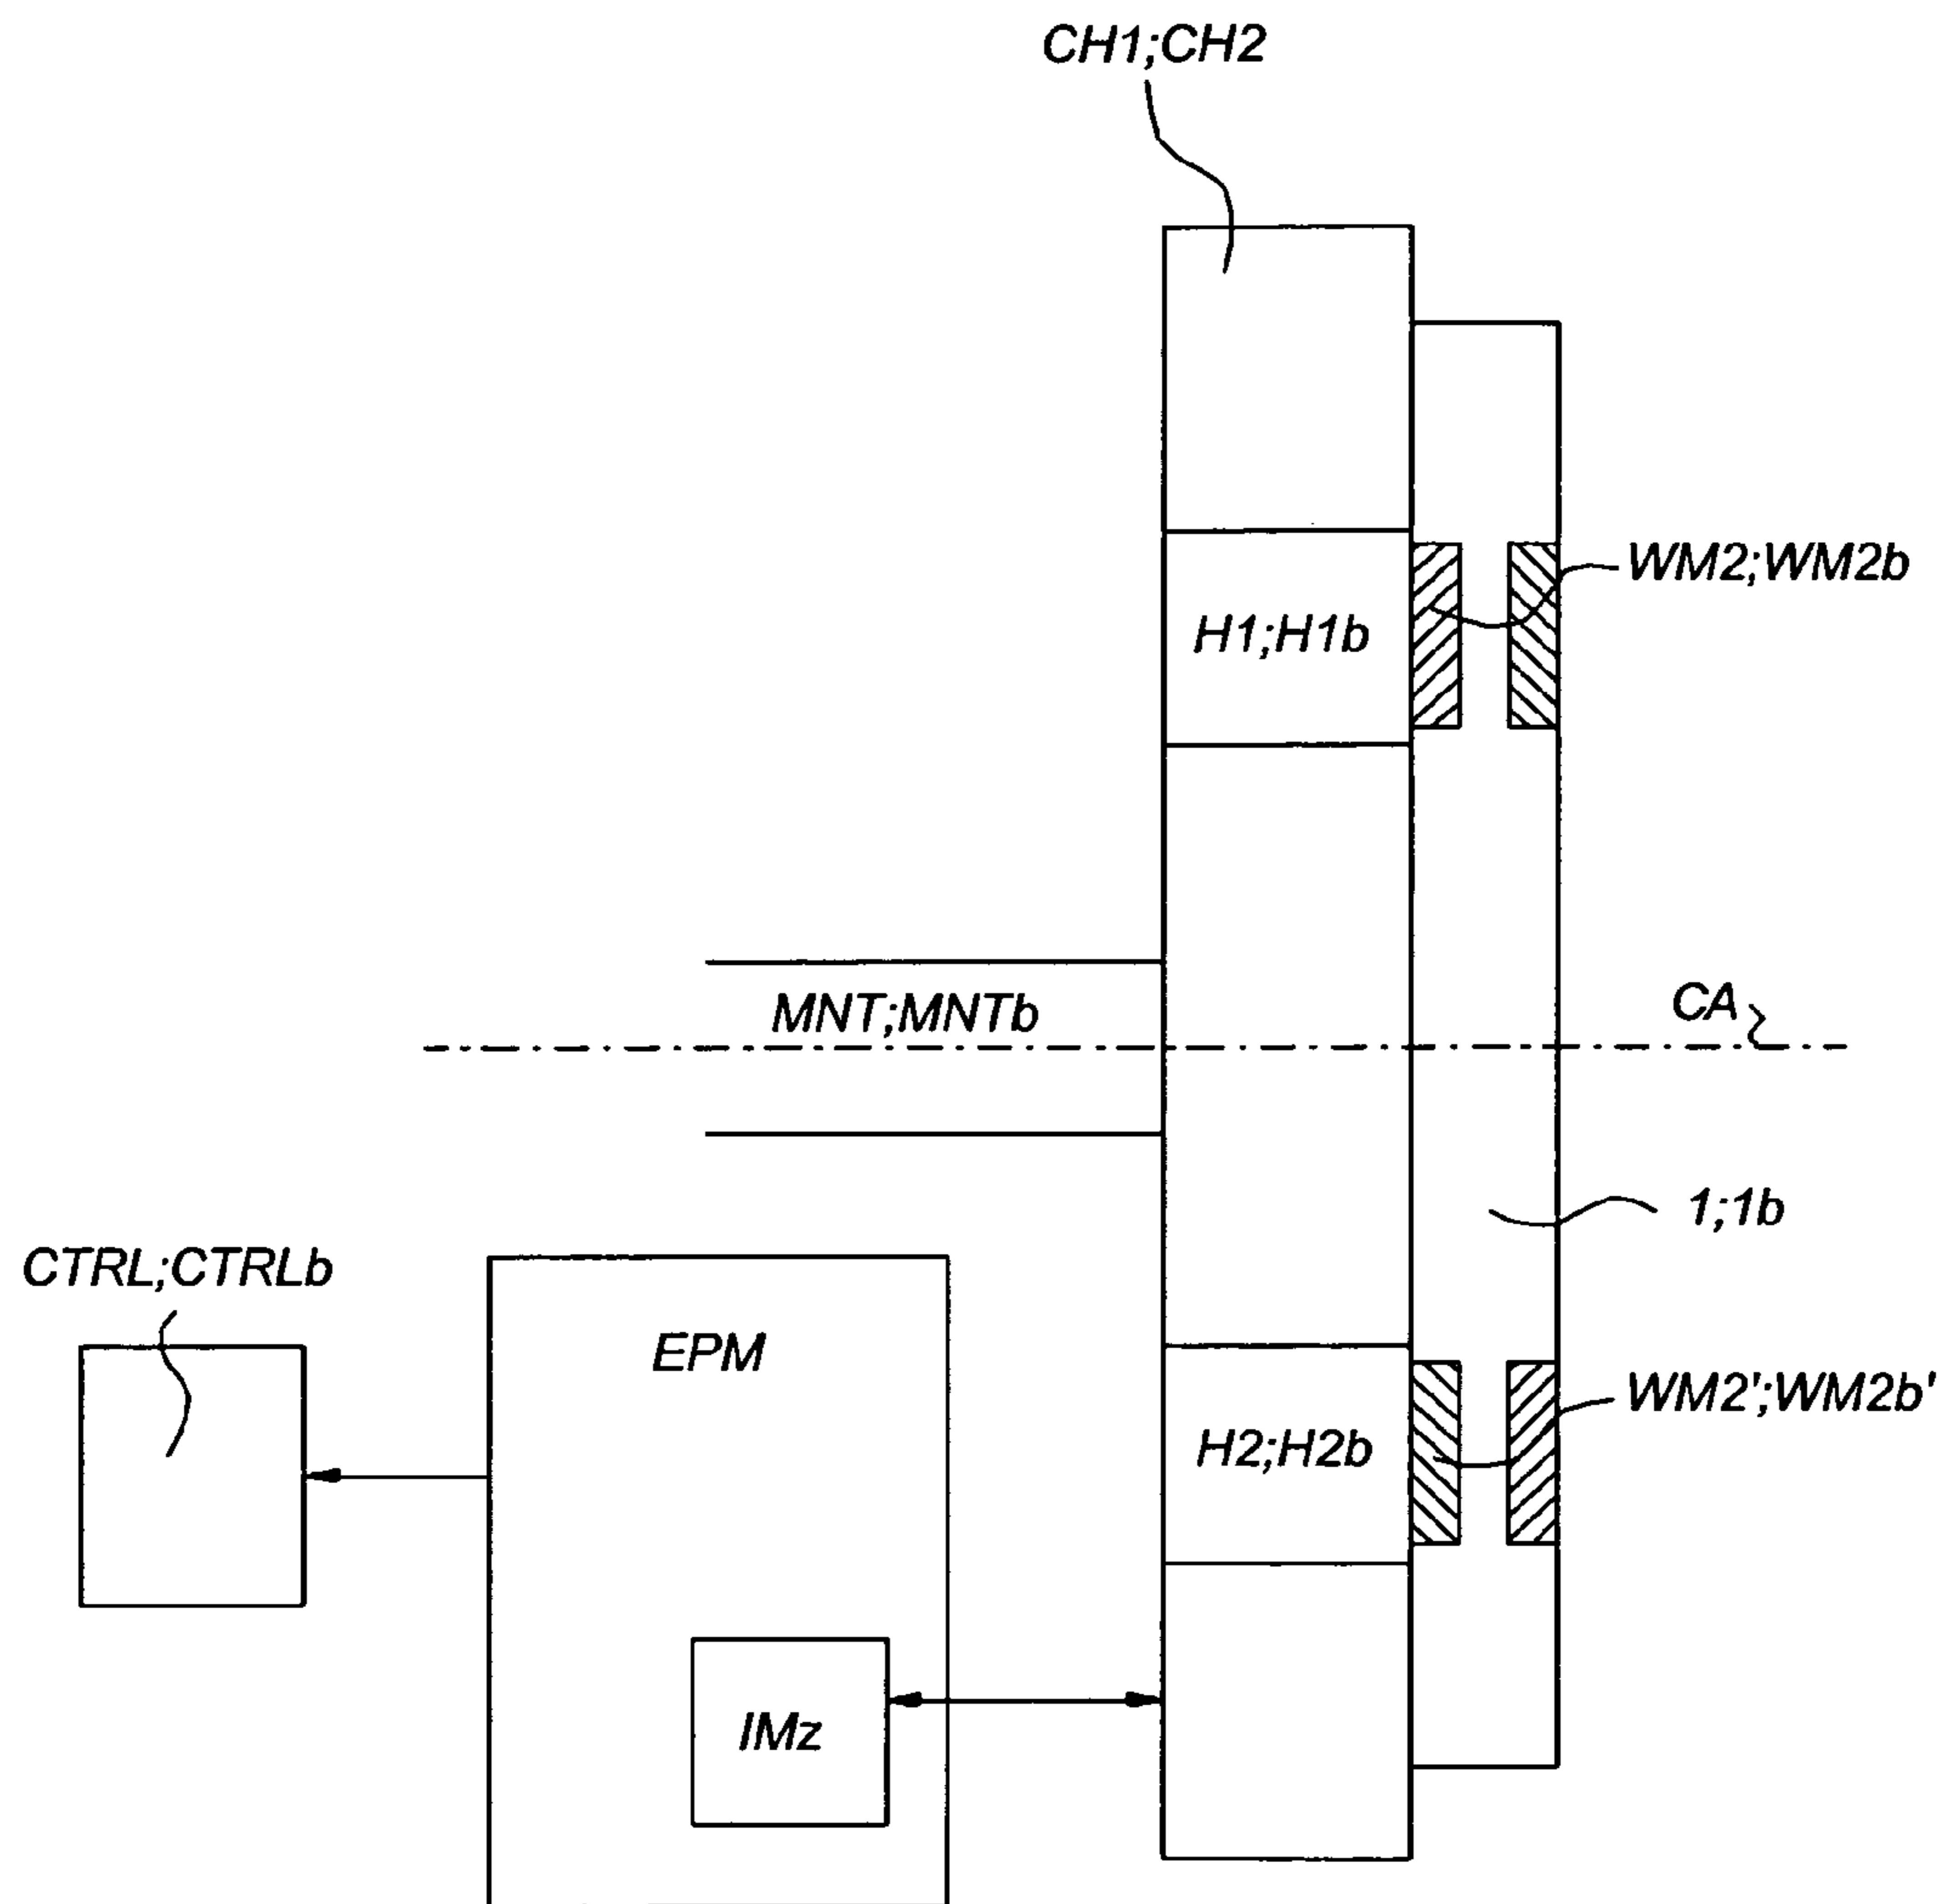 CH1;CH2
WM2;WM2b
H1;H1b
MNT;MNTb
CA
1;1b
CTRL;CTRLb
EPM
WM2';WM2b'
H2;H2b
IMz